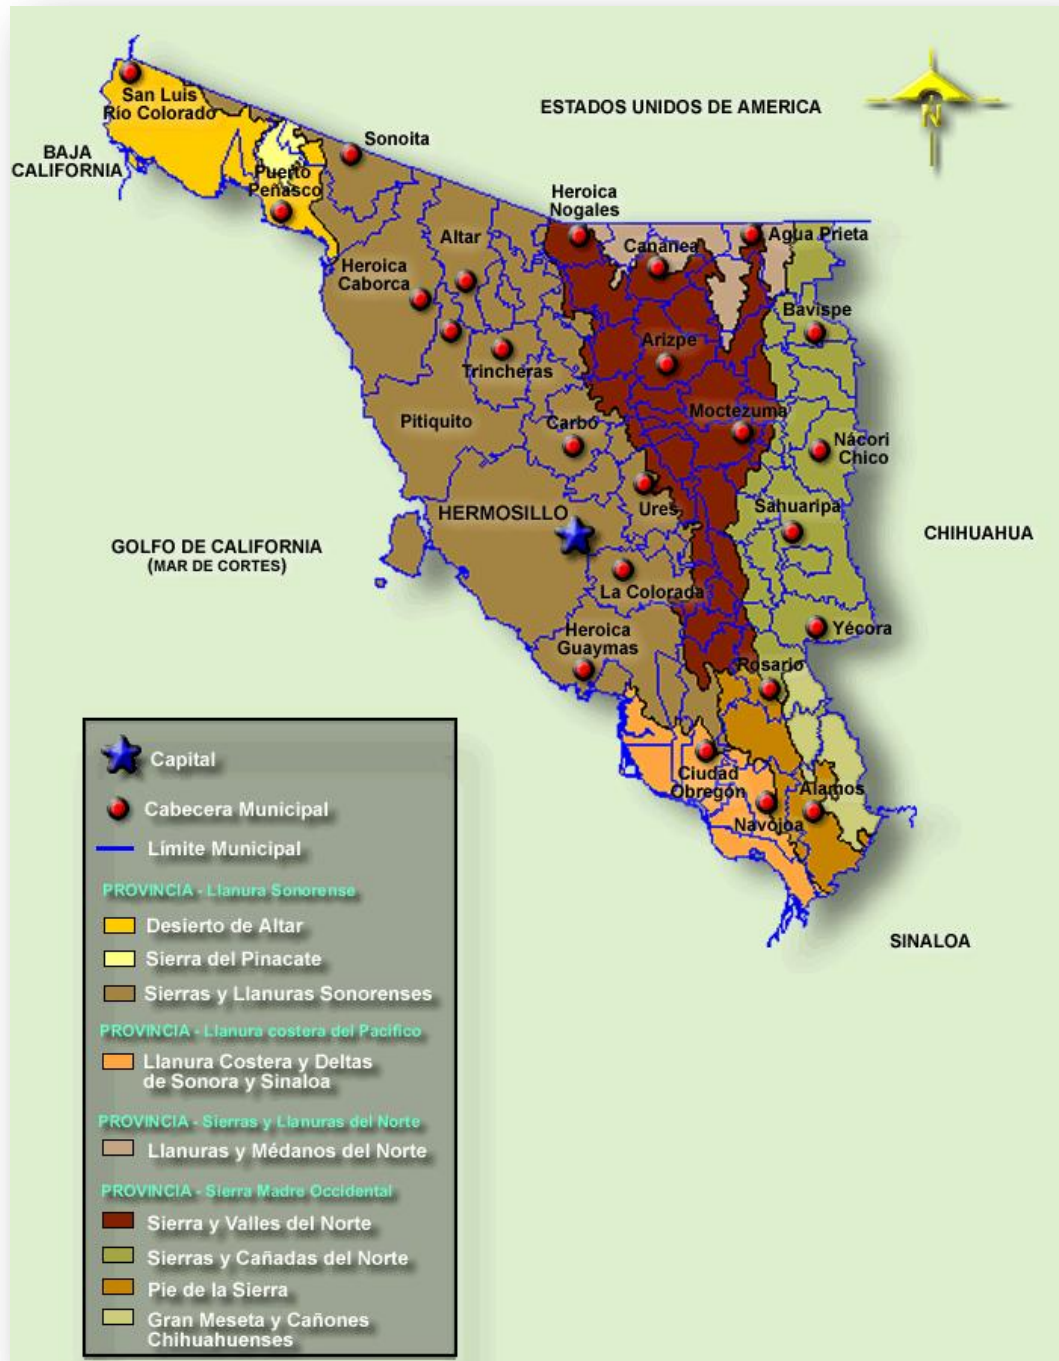 San Luis
Río Colorado
ESTADOS UNIDOS DE AMERICA
N
BAJA
CALIFORNIA
Sonoita
Puerto
Peñasco
Heroica
Nogales
Altar
Cananea
Agua Prieta
Heroica
Caborca
Bavispe
Arizpe
Trincheras
Pitiquito
Carbo
Moctezuma
Nácori
Chico
HERMOSILLO
Ures
Sahuaripa
GOLFO DE CALIFORNIA
(MAR DE CORTES)
CHIHUAHUA
La Colorada
Heroica
Guaymas
Yécora
Rosario
Ciudad
Obregón
Alamos
Navojoa
SINALOA
Capital
Cabecera Municipal
Límite Municipal
PROVINCIA - Llanura Sonorense
Desierto de Altar
Sierra del Pinacate
Sierras y Llanuras Sonorenses
PROVINCIA - Llanura costera del Pacifico
Llanura Costera y Deltas
de Sonora y Sinaloa
PROVINCIA - Sierras y Llanuras del Norte
Llanuras y Médanos del Norte
PROVINCIA - Sierra Madre Occidental
Sierra y Valles del Norte
Sierras y Cañadas del Norte
Pie de la Sierra
Gran Meseta y Cañones
Chihuahuenses